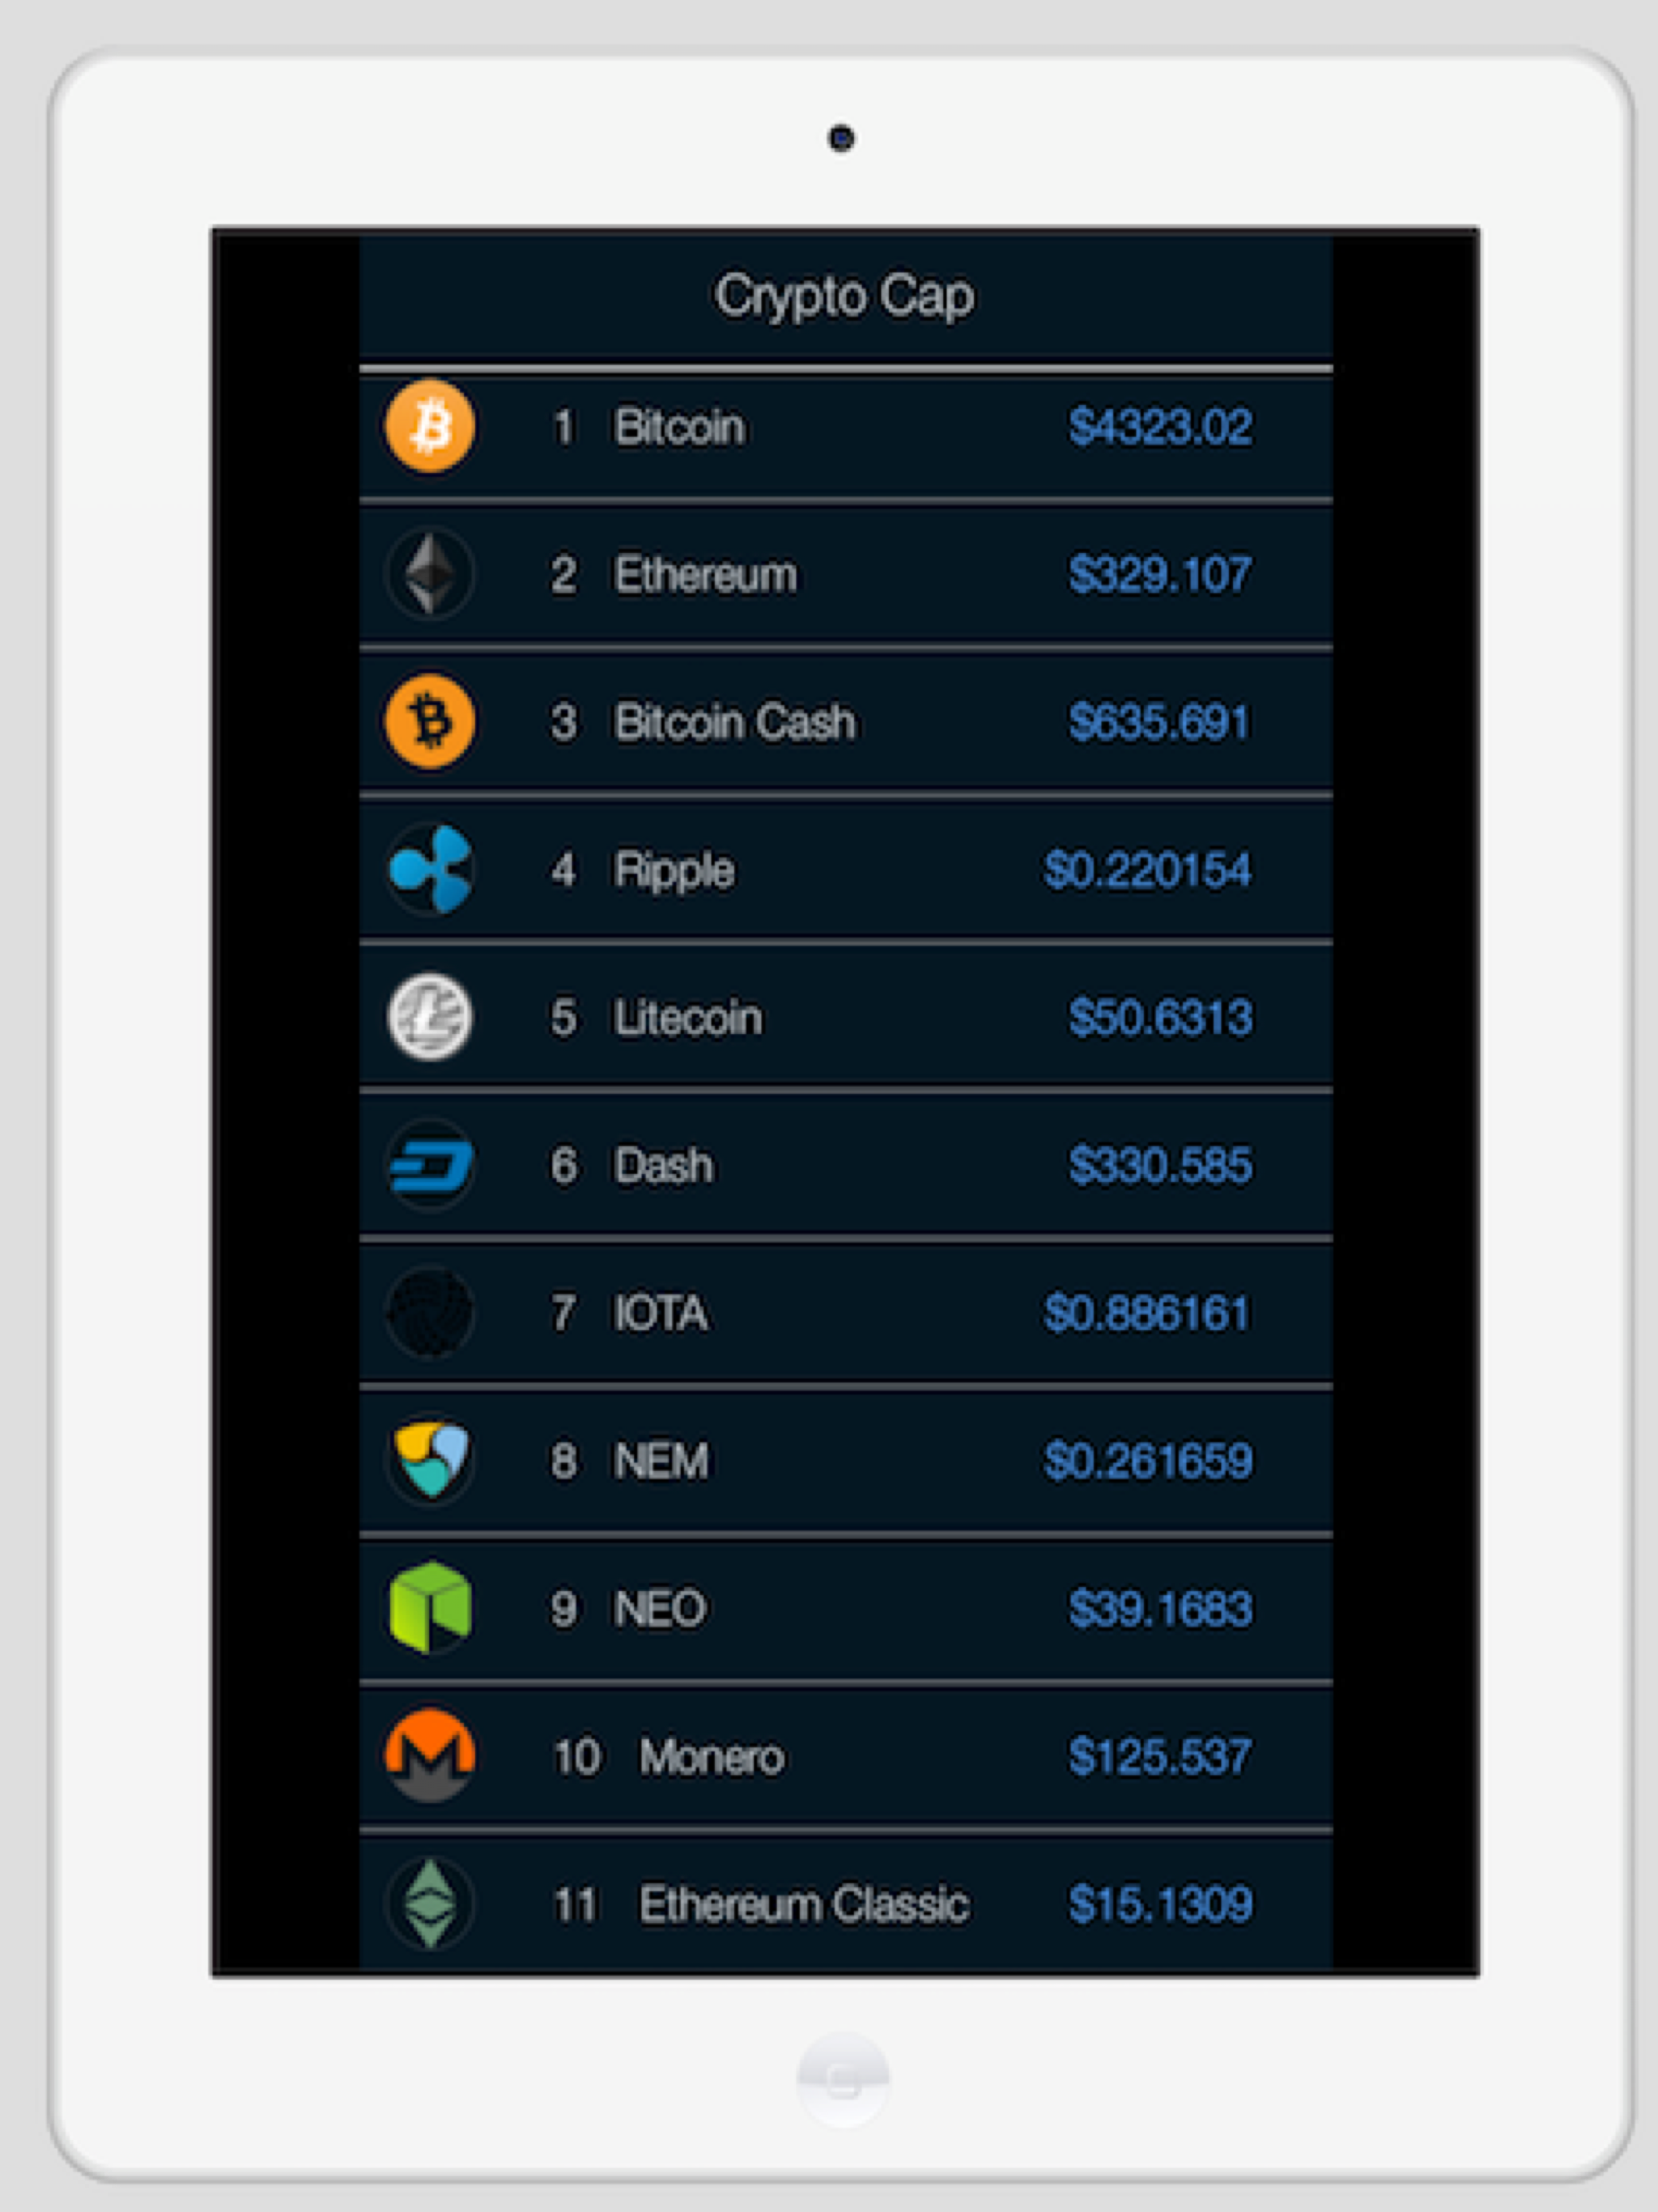 Crypto Cap
1 Bitcoin $4323.02
2 Ethereum $329.107
3 Bitcoin Cash $635.691
4 Ripple $0.220154
5 Litecoin $50.6313
6 Dash $330.585
7 IOTA $0.886161
8 NEM $0.261659
9 NEO $39.1683
10 Monero $125.537
11 Ethereum Classic $15.1309